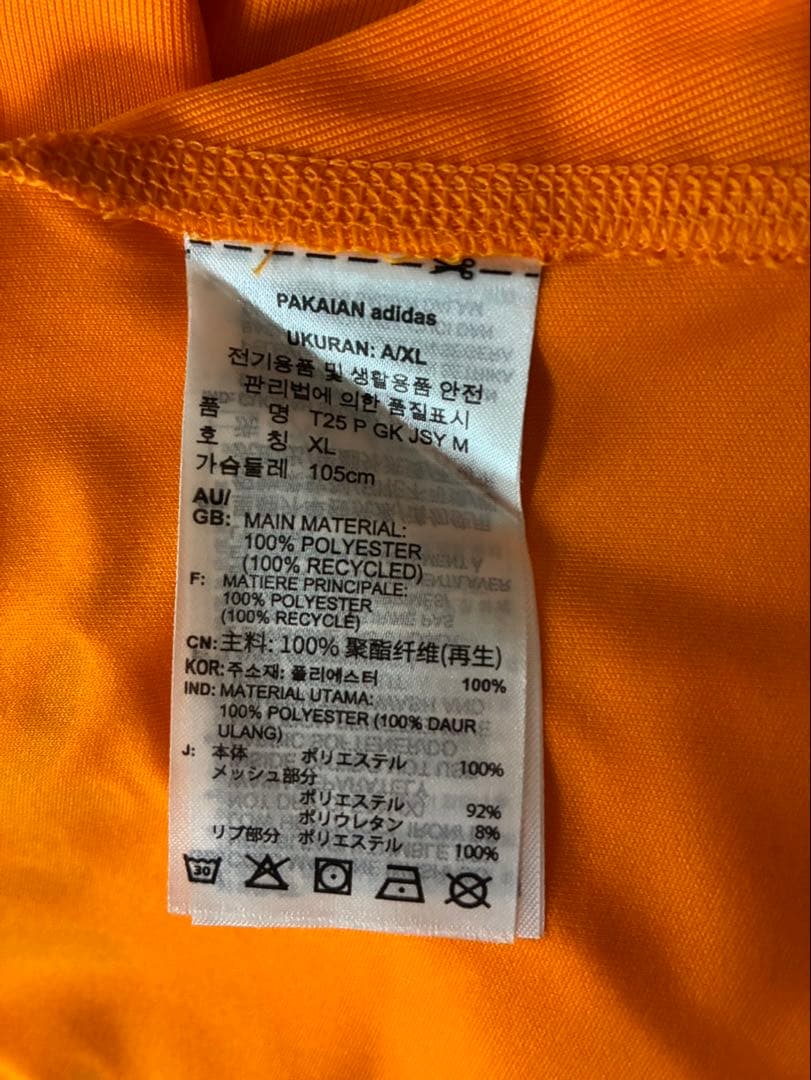 PAKAIAN adidas
UKURAN: A/XL
전기용품 및 생활용품 안전
관리법에 의한 품질표시
품 명 T25 P GK JSY M
호 칭 XL
가슴둘레 105cm
AU/
GB: MAIN MATERIAL:
100% POLYESTER
(100% RECYCLED)
F: MATIERE PRINCIPALE:
100% POLYESTER
(100% RECYCLÉ)
CN: 主料: 100% 聚酯纤维(再生)
KOR: 주소재: 폴리에스터 100%
IND: MATERIAL UTAMA:
100% POLYESTER (100% DAUR
ULANG)
J: 本体 ポリエステル 100%
メッシュ部分
ポリエステル 92%
ポリウレタン 8%
リブ部分 ポリエステル 100%
30